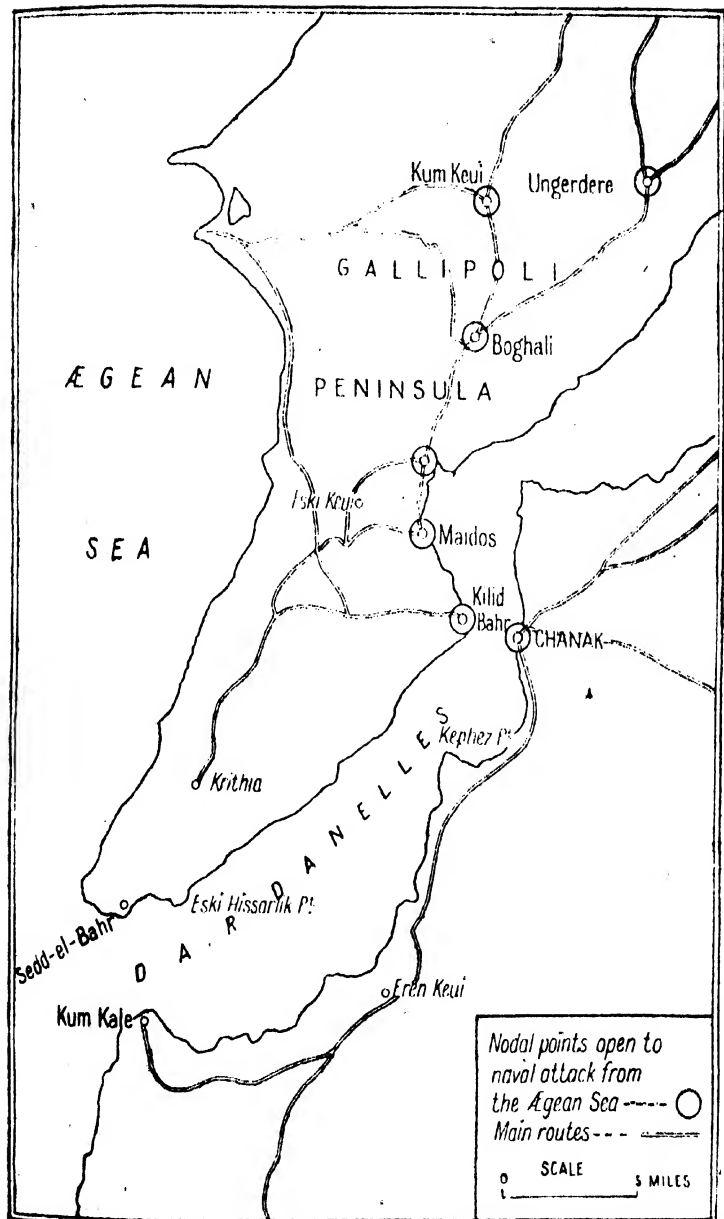 Kum Keui
Ungerdere
GALLIPOLI
Boghali
ÆGEAN
PENINSULA
Eski Keui
SEA
Maidos
Kilid
Bahr
CHANAK
Kephez Pt.
Krithia
DARDANELLES
Eski Hissarlik Pt.
Sedd-el-Bahr
Eren Keui
Kum Kale
Nodal points open to
naval attack from
the Ægean Sea
Main routes
SCALE
0 5 MILES